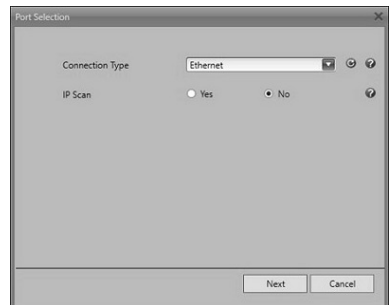 Port Selection
Connection Type Ethernet
IP Scan Yes No
Next Cancel